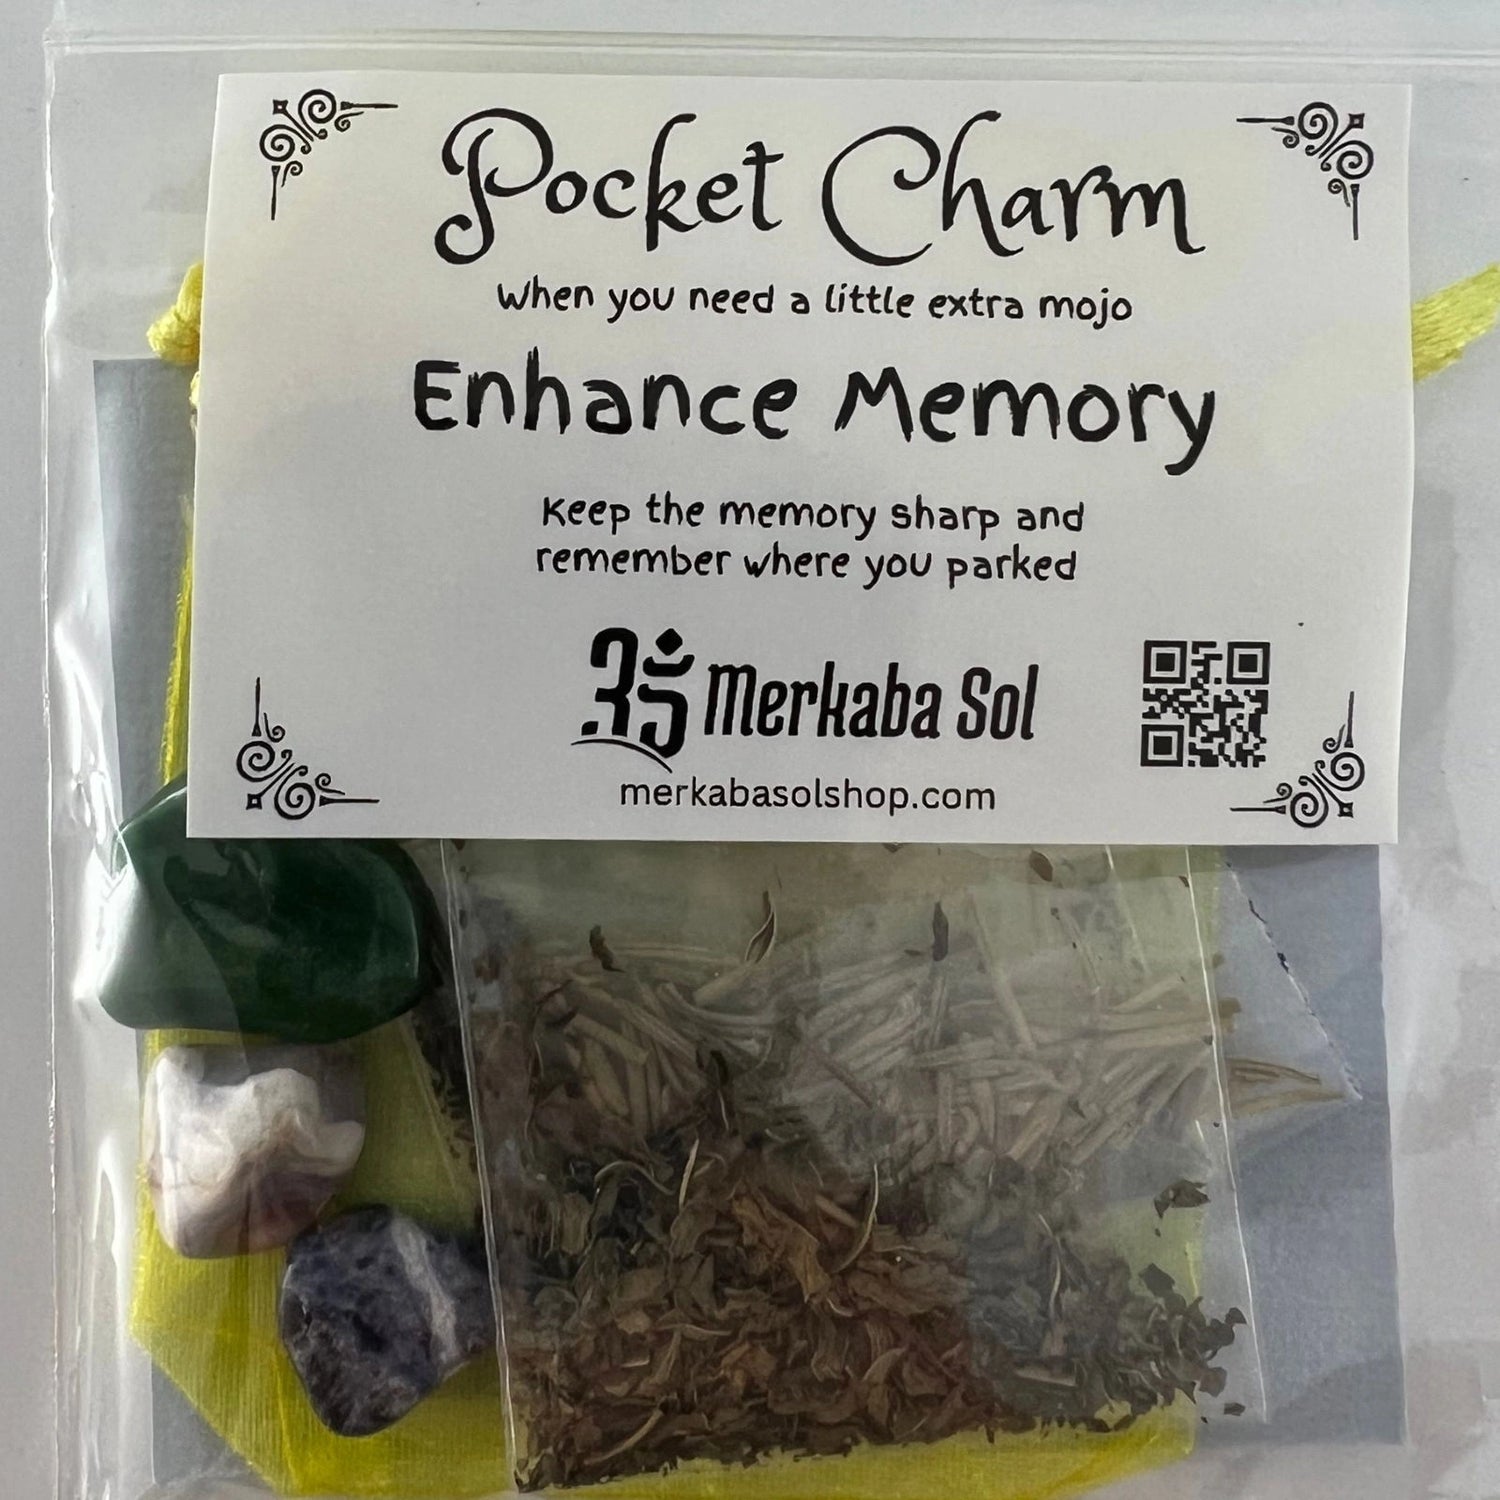 Pocket Charm
When you need a little extra mojo
Enhance Memory
Keep the memory sharp and
remember where you parked
ॐ Merkaba Sol
merkabasolshop.com